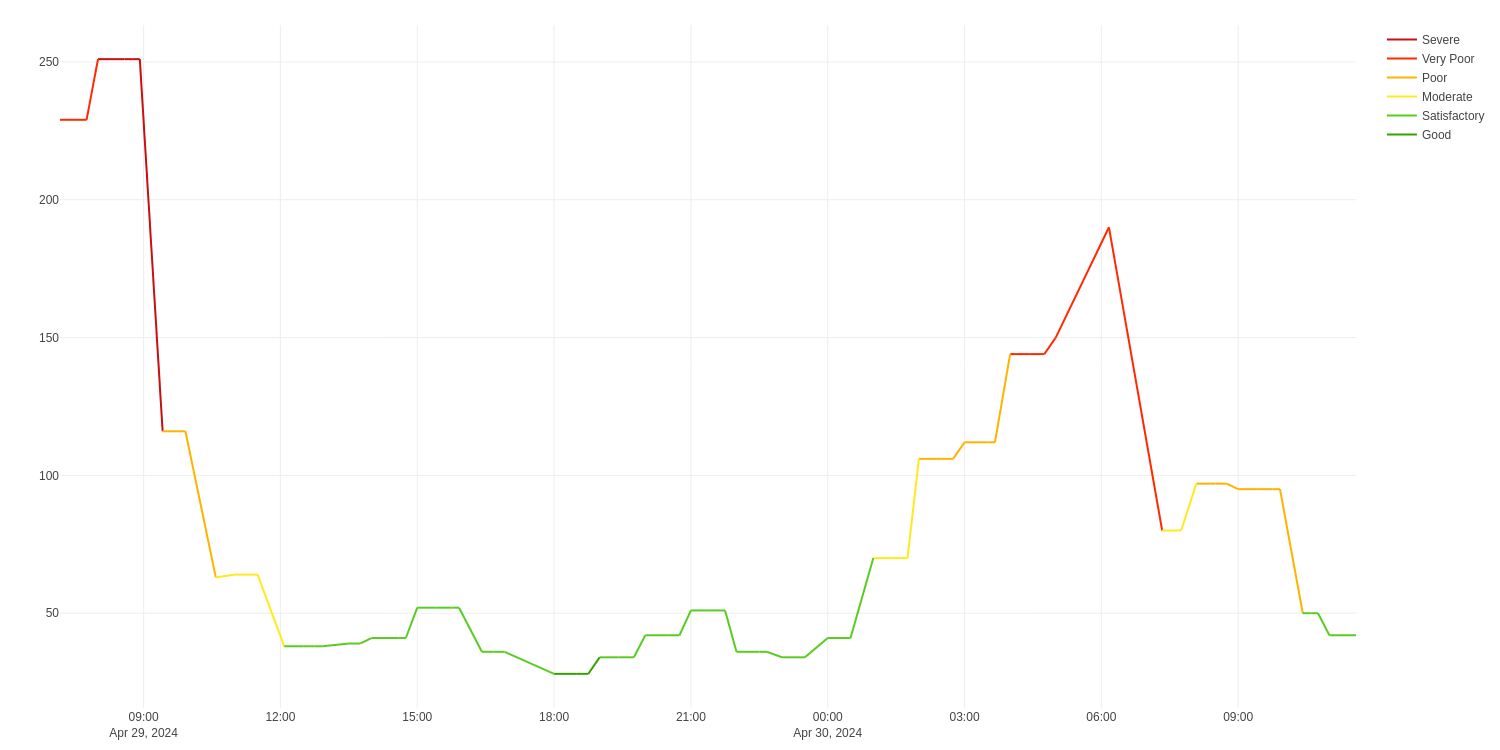 250
200
150
100
50
09:00
Apr 29, 2024
12:00
15:00
18:00
21:00
00:00
Apr 30, 2024
03:00
06:00
09:00
Severe
Very Poor
Poor
Moderate
Satisfactory
Good